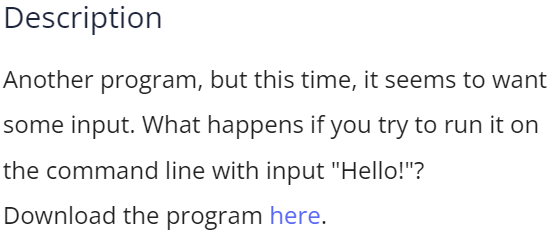 Description
Another program, but this time, it seems to want
some input. What happens if you try to run it on
the command line with input "Hello!"?
Download the program here.